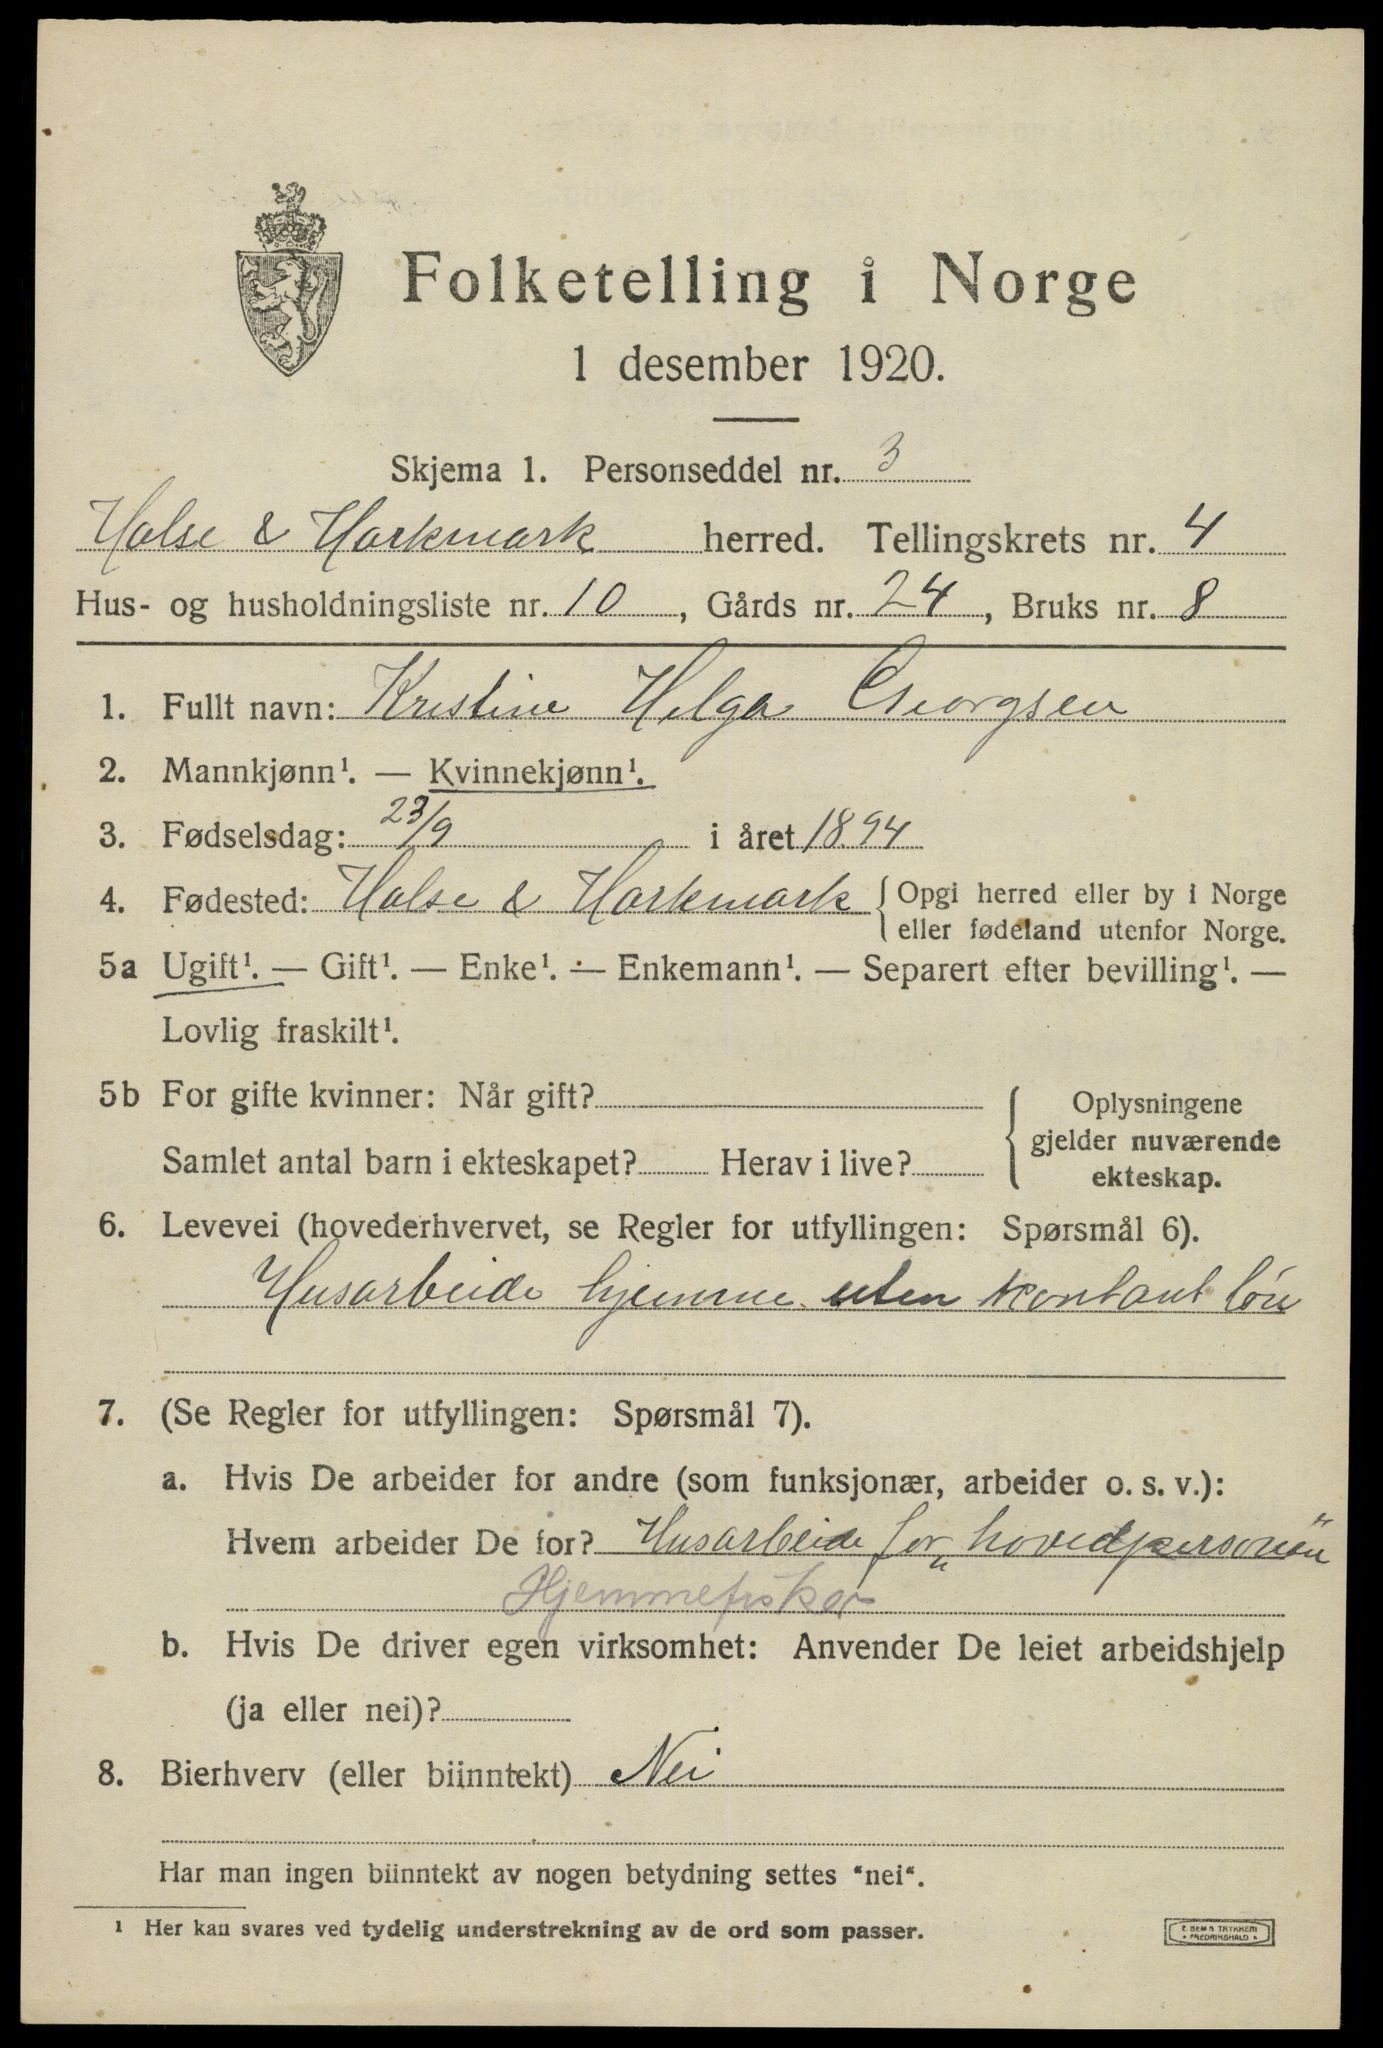 Folketelling i Norge
1 desember 1920.
Skjema 1. Personseddel nr. 3
Halse & Harkmark herred. Tellingskrets nr. 4
Hus- og husholdningsliste nr. 10, Gårds nr. 24, Bruks nr. 8
1. Fullt navn: Kristine Helga Georgsen
2. Mannkjønn¹. — Kvinnekjønn¹.
3. Fødselsdag: 23/9 i året 1894
4. Fødested: Halse & Harkmark { Opgi herred eller by i Norge
eller fødeland utenfor Norge.
5a Ugift¹. — Gift¹. — Enke¹. — Enkemann¹. — Separert efter bevilling¹. —
Lovlig fraskilt¹.
5b For gifte kvinner: Når gift?
Samlet antal barn i ekteskapet? Herav i live?
{ Oplysningene
gjelder nuværende
ekteskap.
6. Levevei (hovederhvervet, se Regler for utfyllingen: Spørsmål 6).
Husarbeide hjemme uten kontant løn
7. (Se Regler for utfyllingen: Spørsmål 7).
a. Hvis De arbeider for andre (som funksjonær, arbeider o. s. v.):
Hvem arbeider De for? Husarbeide for „hovedpersonen"
Hjemmefisker
b. Hvis De driver egen virksomhet: Anvender De leiet arbeidshjelp
(ja eller nei)?
8. Bierhverv (eller biinntekt) Nei
Har man ingen biinntekt av nogen betydning settes "nei".
¹ Her kan svares ved tydelig understrekning av de ord som passer.
E. SEM'S TRYKKERI
• FREDRIKSHALD •